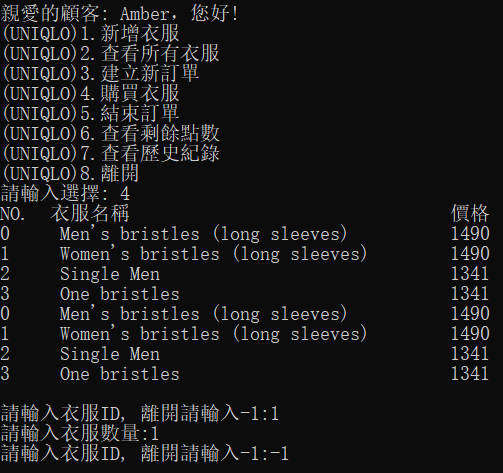 親愛的顧客: Amber，您好!
(UNIQLO)1.新增衣服
(UNIQLO)2.查看所有衣服
(UNIQLO)3.建立新訂單
(UNIQLO)4.購買衣服
(UNIQLO)5.結束訂單
(UNIQLO)6.查看剩餘點數
(UNIQLO)7.查看歷史紀錄
(UNIQLO)8.離開
請輸入選擇: 4
NO. 衣服名稱 價格
0 Men's bristles (long sleeves) 1490
1 Women's bristles (long sleeves) 1490
2 Single Men 1341
3 One bristles 1341
0 Men's bristles (long sleeves) 1490
1 Women's bristles (long sleeves) 1490
2 Single Men 1341
3 One bristles 1341
請輸入衣服ID, 離開請輸入-1:1
請輸入衣服數量:1
請輸入衣服ID, 離開請輸入-1:-1